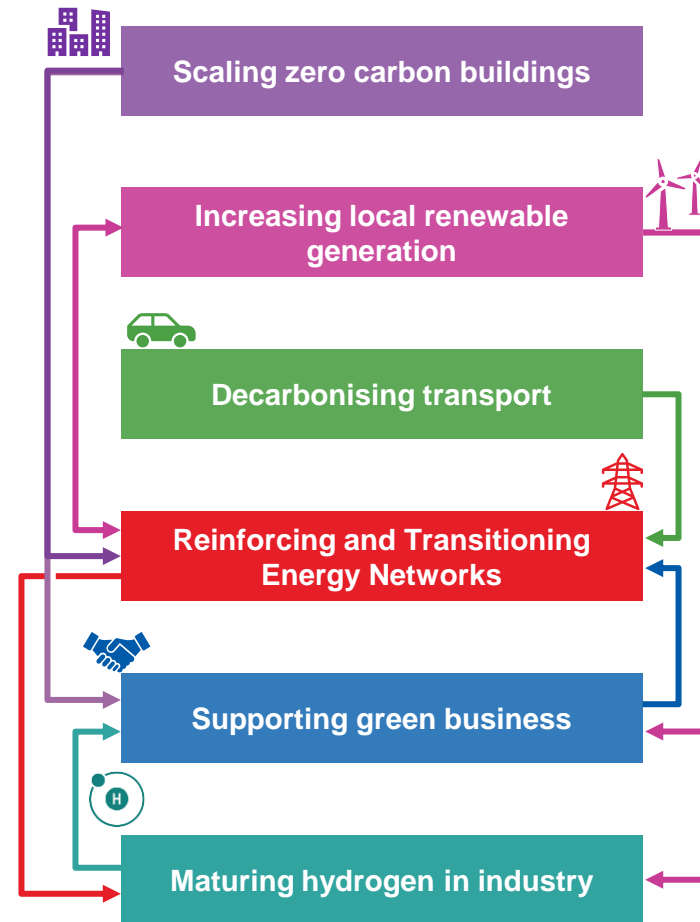 Scaling zero carbon buildings
Increasing local renewable
generation
Decarbonising transport
Reinforcing and Transitioning
Energy Networks
Supporting green business
H
Maturing hydrogen in industry